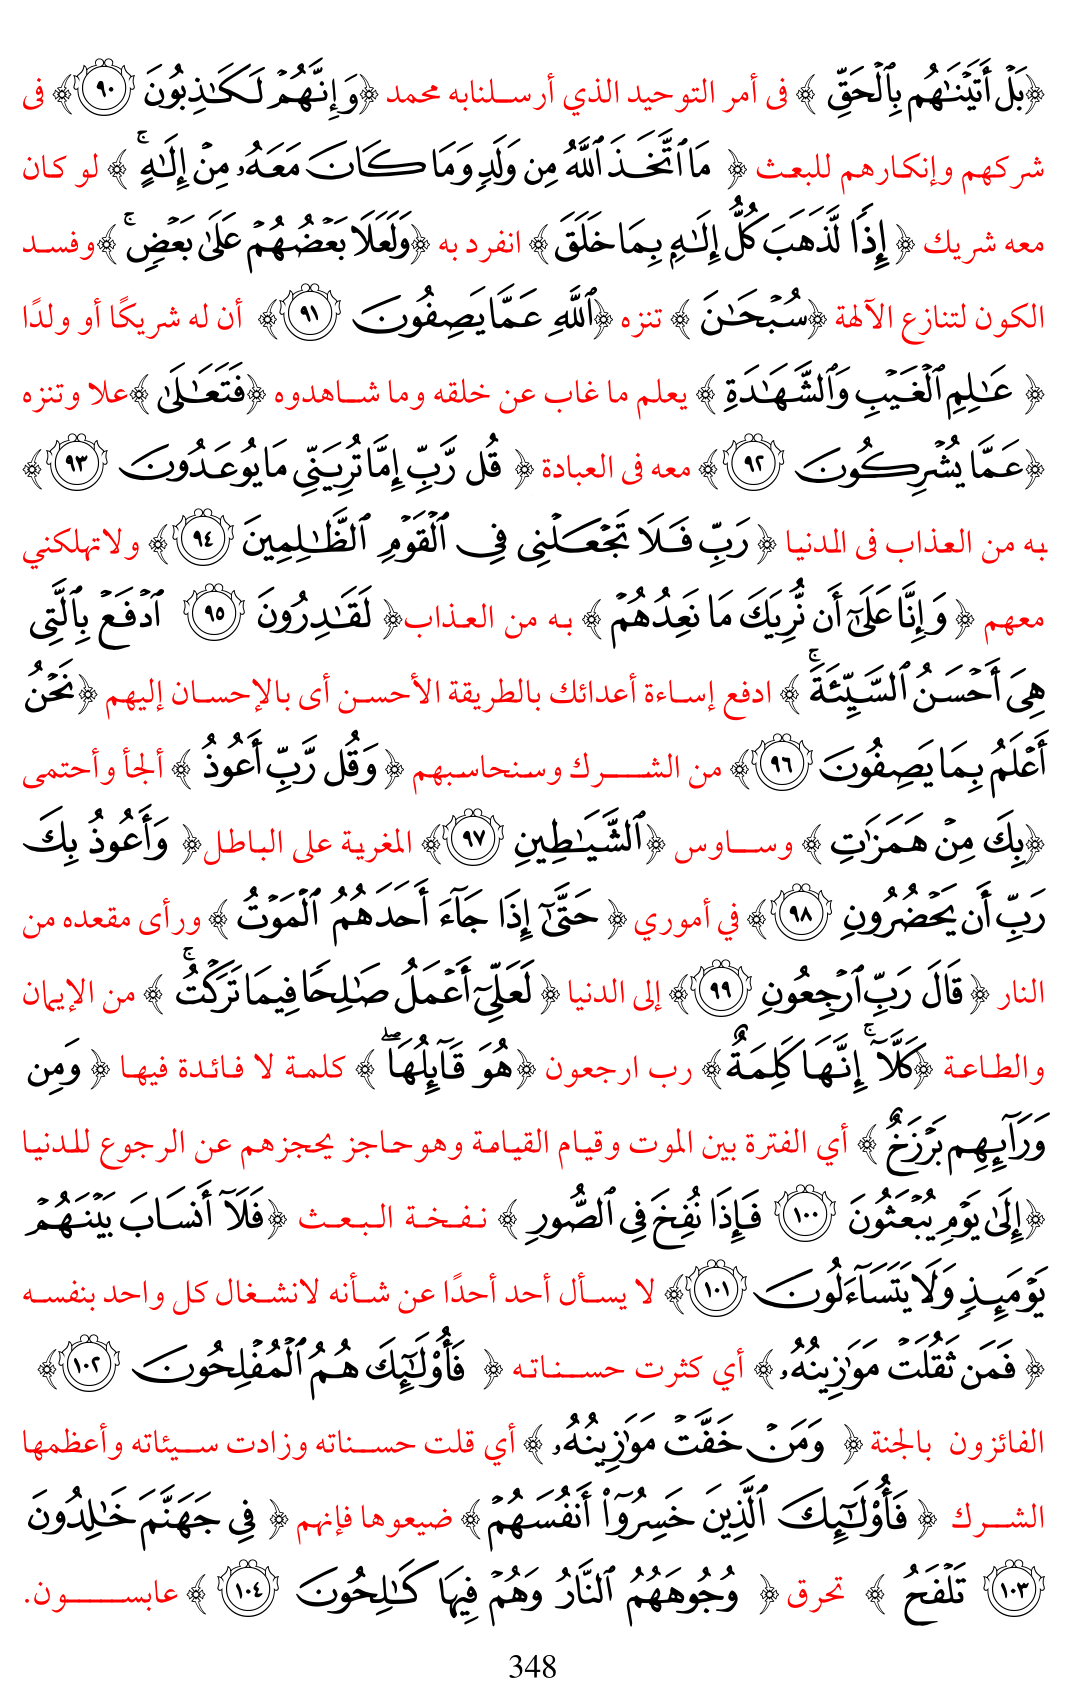 ﴿بَلْ أَتَيْنَٰهُم بِٱلْحَقِّ ﴾ فى أمر التوحيد الذي أرسلنابه محمد ﴿وَإِنَّهُمْ لَكَٰذِبُونَ ٩٠﴾ فى
شركهم وإنكارهم للبعث ﴿ مَا ٱتَّخَذَ ٱللَّهُ مِن وَلَدٍ وَمَا كَانَ مَعَهُۥ مِنْ إِلَٰهٍ ۚ ﴾ لو كان
معه شريك ﴿ إِذًا لَّذَهَبَ كُلُّ إِلَٰهٍۭ بِمَا خَلَقَ ﴾ انفرد به ﴿وَلَعَلَا بَعْضُهُمْ عَلَىٰ بَعْضٍ ۚ ﴾وفسد
الكون لتنازع الآلهة ﴿سُبْحَٰنَ ﴾ تنزه ﴿ٱللَّهِ عَمَّا يَصِفُونَ ٩١﴾ أن له شريكًا أو ولدًا
﴿ عَٰلِمِ ٱلْغَيْبِ وَٱلشَّهَٰدَةِ ﴾ يعلم ما غاب عن خلقه وما شاهدوه ﴿فَتَعَٰلَىٰ ﴾علا وتنزه
﴿عَمَّا يُشْرِكُونَ ٩٢﴾ معه فى العبادة ﴿ قُل رَّبِّ إِمَّا تُرِيَنِّى مَا يُوعَدُونَ ٩٣﴾
به من العذاب فى المدنيا ﴿ رَبِّ فَلَا تَجْعَلْنِى فِى ٱلْقَوْمِ ٱلظَّٰلِمِينَ ٩٤﴾ ولاتهلكني
معهم ﴿ وَإِنَّا عَلَىٰٓ أَن نُّرِيَكَ مَا نَعِدُهُمْ ﴾ به من العذاب﴿ لَقَٰدِرُونَ ٩٥ ٱدْفَعْ بِٱلَّتِى
هِىَ أَحْسَنُ ٱلسَّيِّئَةَ ۚ ﴾ ادفع إساءة أعدائك بالطريقة الأحسن أى بالإحسان إليهم ﴿نَحْنُ
أَعْلَمُ بِمَا يَصِفُونَ ٩٦﴾ من الشرك وسنحاسبهم ﴿ وَقُل رَّبِّ أَعُوذُ ﴾ ألجأ وأحتمى
﴿بِكَ مِنْ هَمَزَٰتِ ﴾ وساوس ﴿ٱلشَّيَٰطِينِ ٩٧﴾ المغرية على الباطل﴿ وَأَعُوذُ بِكَ
رَبِّ أَن يَحْضُرُونِ ٩٨﴾ في أموري ﴿ حَتَّىٰٓ إِذَا جَآءَ أَحَدَهُمُ ٱلْمَوْتُ ﴾ ورأى مقعده من
النار ﴿ قَالَ رَبِّ ٱرْجِعُونِ ٩٩﴾ إلى الدنيا ﴿ لَعَلِّىٓ أَعْمَلُ صَٰلِحًا فِيمَا تَرَكْتُ ۚ ﴾ من الإيمان
والطاعة ﴿كَلَّآ ۚ إِنَّهَا كَلِمَةٌ ﴾ رب ارجعون ﴿هُوَ قَآئِلُهَا ۖ ﴾ كلمة لا فائدة فيها ﴿ وَمِن
وَرَآئِهِم بَرْزَخٌ ﴾ أي الفترة بين الموت وقيام القيامة وهوحاجز يحجزهم عن الرجوع للدنيا
﴿إِلَىٰ يَوْمِ يُبْعَثُونَ ١٠٠ فَإِذَا نُفِخَ فِى ٱلصُّورِ ﴾ نفخة البعث ﴿فَلَآ أَنسَابَ بَيْنَهُمْ
يَوْمَئِذٍ وَلَا يَتَسَآءَلُونَ ١٠١﴾ لا يسأل أحد أحدًا عن شأنه لانشغال كل واحد بنفسه
﴿ فَمَن ثَقُلَتْ مَوَٰزِينُهُۥ ﴾ أي كثرت حسناته ﴿ فَأُو۟لَٰٓئِكَ هُمُ ٱلْمُفْلِحُونَ ١٠٢﴾
الفائزون بالجنة ﴿ وَمَنْ خَفَّتْ مَوَٰزِينُهُۥ ﴾ أي قلت حسناته وزادت سيئاته وأعظمها
الشرك ﴿ فَأُو۟لَٰٓئِكَ ٱلَّذِينَ خَسِرُوٓا۟ أَنفُسَهُمْ ﴾ ضيعوها فإنهم ﴿ فِى جَهَنَّمَ خَٰلِدُونَ
١٠٣ تَلْفَحُ ﴾ تحرق ﴿ وُجُوهَهُمُ ٱلنَّارُ وَهُمْ فِيهَا كَٰلِحُونَ ١٠٤ ﴾ عابسون.
348